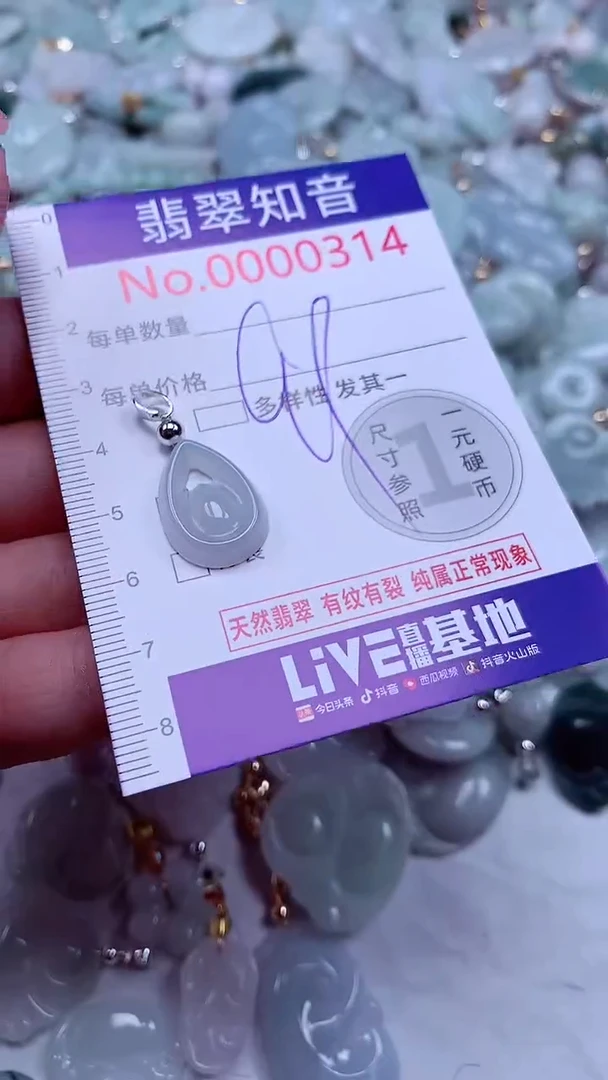 翡翠知音
No.0000314
每单数量
每单价格
多样性 发其一
尺寸参照
1
一元硬币
0
1
2
3
4
5
6
7
8
天然翡翠 有纹有裂 纯属正常现象
LiVE直播基地
今日头条 抖音 西瓜视频 抖音火山版